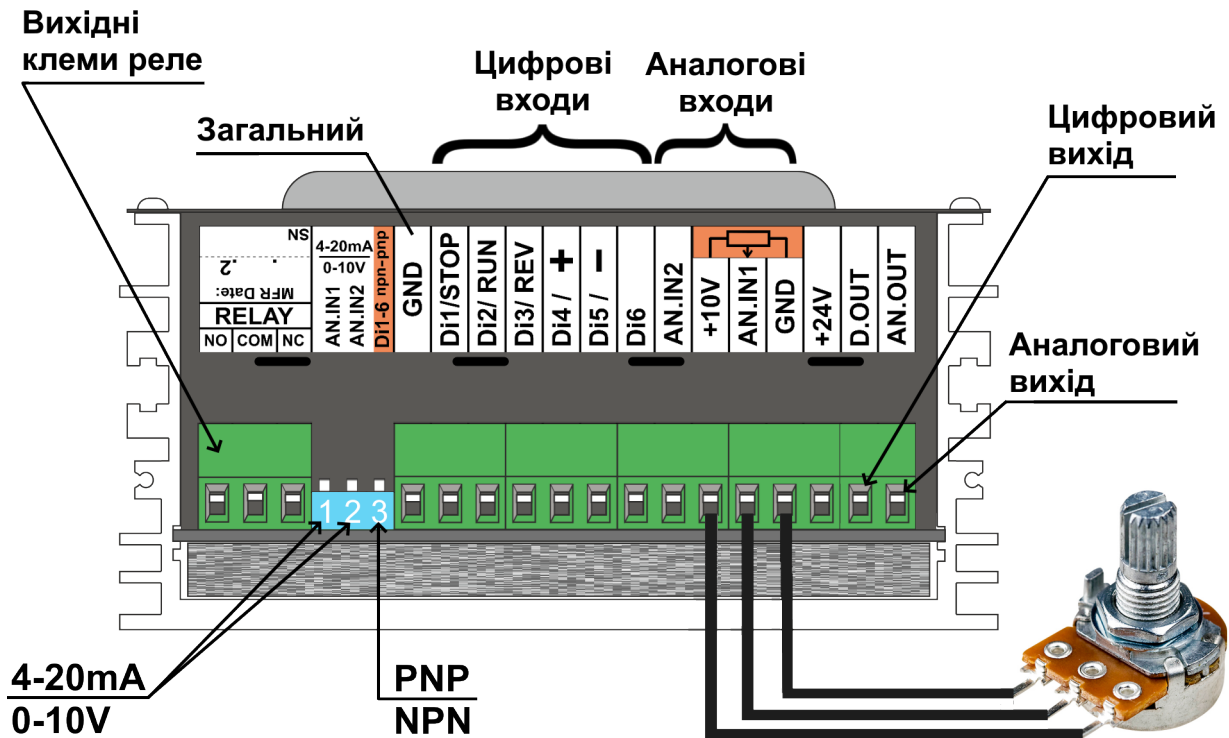 Вихідні
клеми реле
Цифрові
входи
Аналогові
входи
Загальний
Цифровий
вихід
SN
2. .
MFR Date:
RELAY
NO COM NC
4-20mA
0-10V
AN.IN1
AN.IN2
Di1-6 npn-pnp
GND
Di1/STOP
Di2/ RUN
Di3/ REV
Di4 / +
Di5 / –
Di6
AN.IN2
+10V
AN.IN1
GND
+24V
D.OUT
AN.OUT
Аналоговий
вихід
1 2 3
4-20mA
0-10V
PNP
NPN